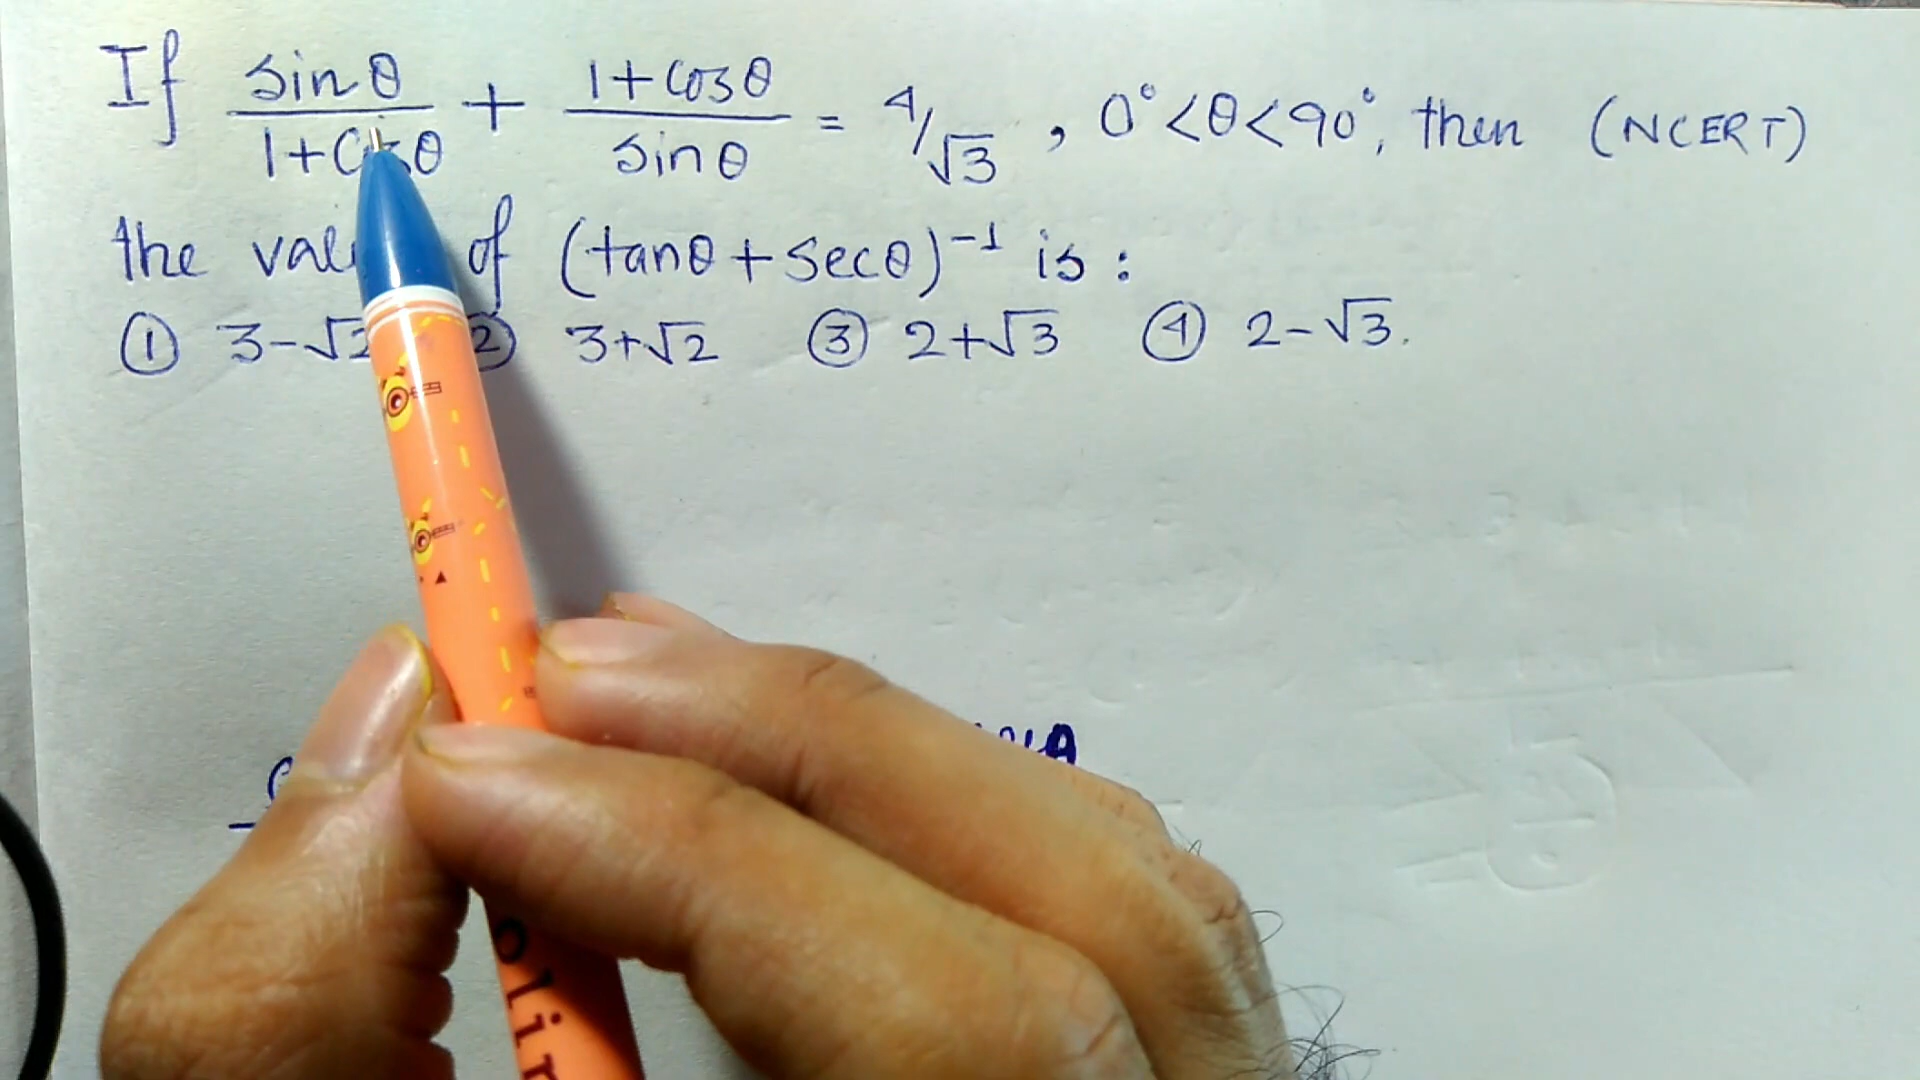 If sinθ/1+cosθ + 1+cosθ/sinθ = 4/√3, 0°<θ<90°, then (NCERT)
the of (tanθ+secθ)⁻¹ is:
① 3-√2 ② 3+√2 ③ 2+√3 ④ 2-√3.